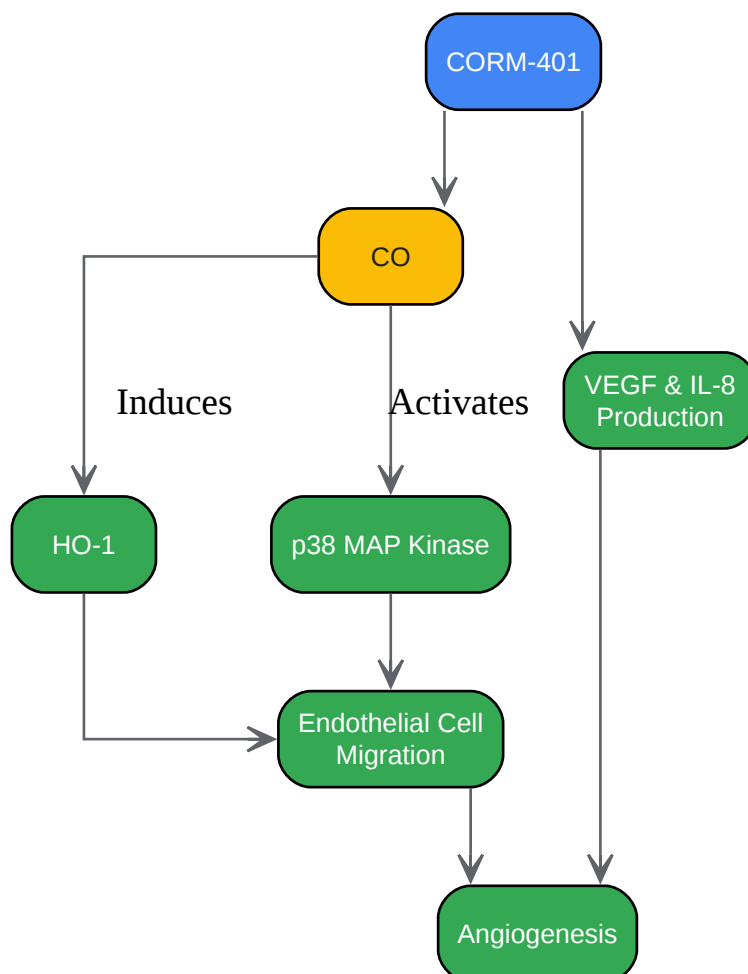 CORM-401
CO
Induces
Activates
VEGF & IL-8
Production
HO-1
p38 MAP Kinase
Endothelial Cell
Migration
Angiogenesis